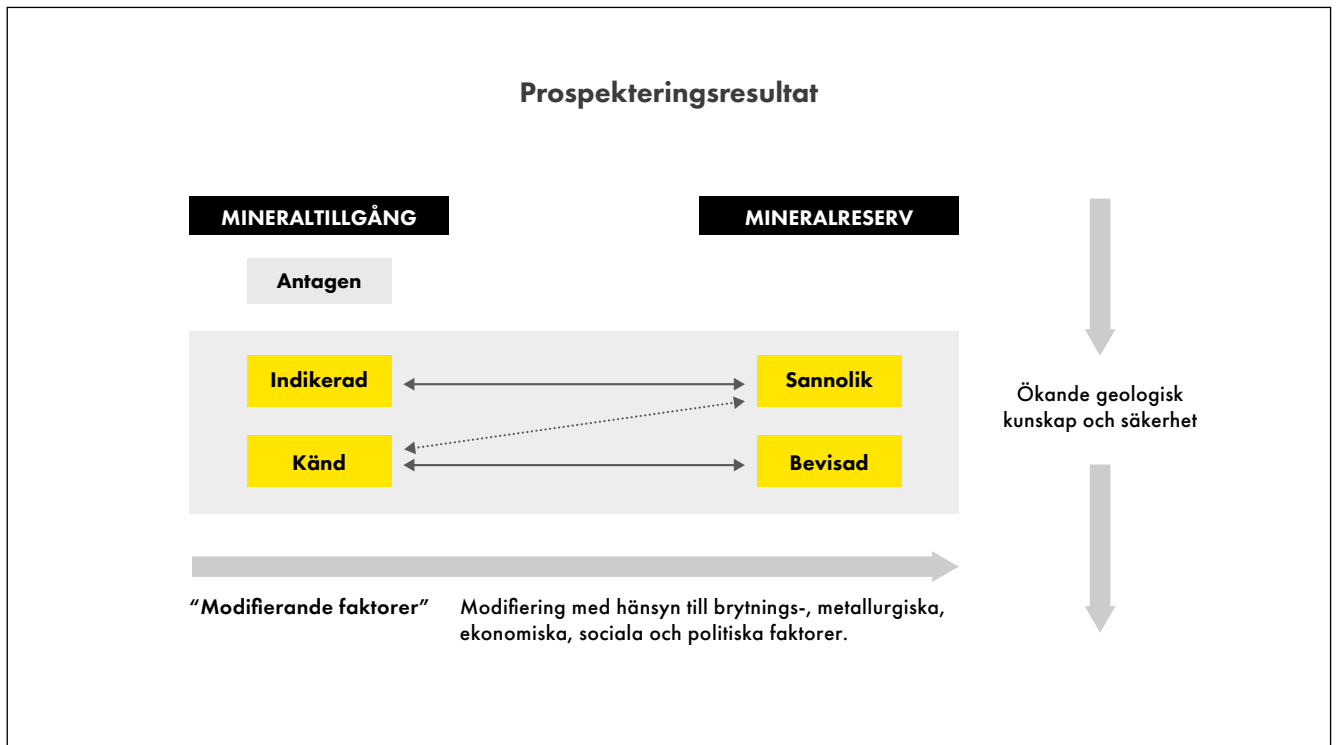 Prospekteringsresultat
MINERALTILLGÅNG
MINERALRESERV
Antagen
Indikerad
Sannolik
Känd
Bevisad
Ökande geologisk
kunskap och säkerhet
“Modifierande faktorer”
Modifiering med hänsyn till brytnings-, metallurgiska,
ekonomiska, sociala och politiska faktorer.